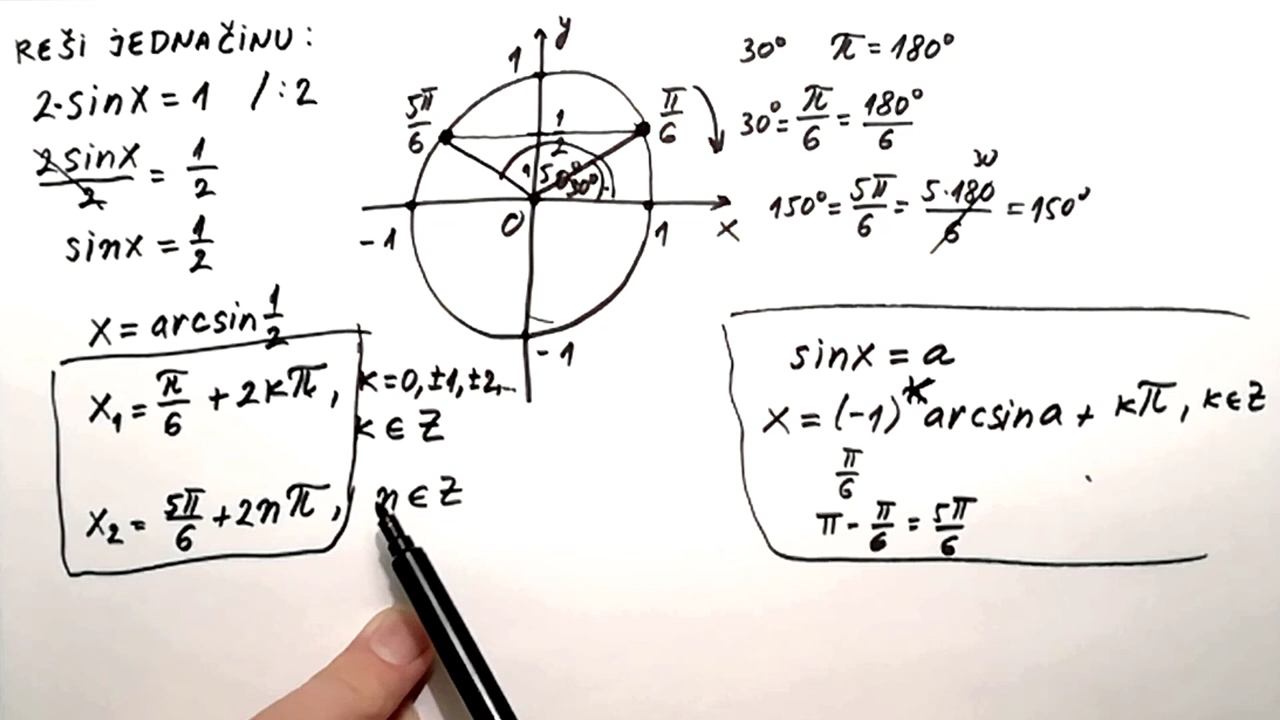 REŠI JEDNAČINU:
2·sinx = 1 /:2
2sinx/2 = 1/2
sinx = 1/2
x = arcsin 1/2
x₁ = π/6 + 2kπ, k = 0, ±1, ±2...
k ∈ Z
x₂ = 5π/6 + 2nπ, n ∈ Z
y
1
5π/6
π/6
1/2
150°
30°
-1
O
1
x
-1
30° π = 180°
30° = π/6 = 180°/6
30
150° = 5π/6 = 5·180/6 = 150°
sinx = a
x = (-1)ᵏ arcsina + kπ, k ∈ Z
π/6
π - π/6 = 5π/6